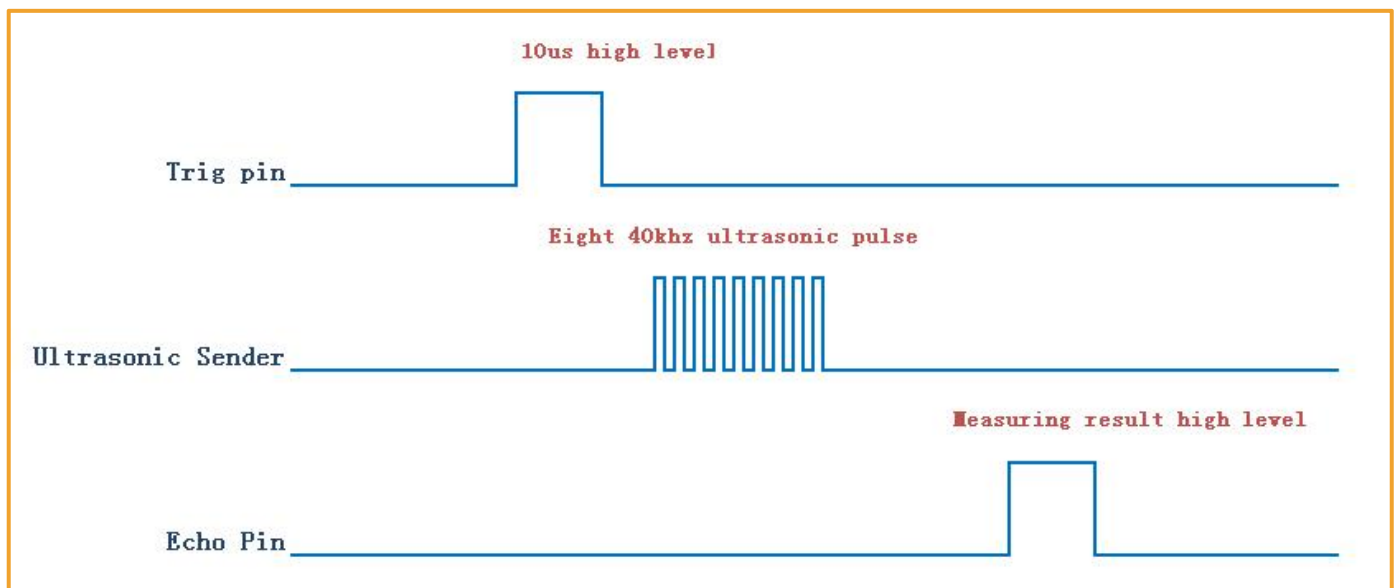 10us high level
Trig pin
Eight 40khz ultrasonic pulse
Ultrasonic Sender
Measuring result high level
Echo Pin